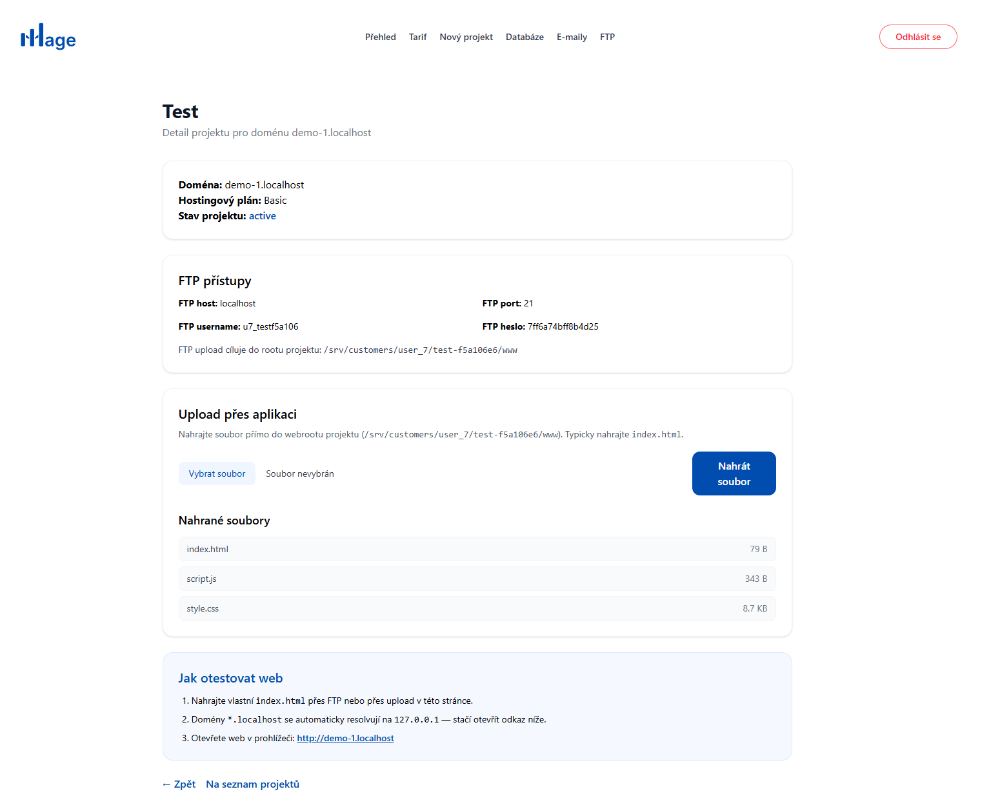 age
Přehled
Tarif
Nový projekt
Databáze
E-maily
FTP
Odhlásit se
Test
Detail projektu pro doménu demo-1.localhost
Doména: demo-1.localhost
Hostingový plán: Basic
Stav projektu: active
FTP přístupy
FTP host: localhost
FTP port: 21
FTP username: u7_testf5a106
FTP heslo: 7ff6a74bff8b4d25
FTP upload cíluje do rootu projektu: /srv/customers/user_7/test-f5a106e6/www
Upload přes aplikaci
Nahrajte soubor přímo do webrootu projektu (/srv/customers/user_7/test-f5a106e6/www). Typicky nahrajte index.html.
Vybrat soubor
Soubor nevybrán
Nahrát
soubor
Nahrané soubory
index.html
79 B
script.js
343 B
style.css
8.7 KB
Jak otestovat web
1. Nahrajte vlastní index.html přes FTP nebo přes upload v této stránce.
2. Domény *.localhost se automaticky resolvují na 127.0.0.1 — stačí otevřít odkaz níže.
3. Otevřete web v prohlížeči: http://demo-1.localhost
← Zpět
Na seznam projektů